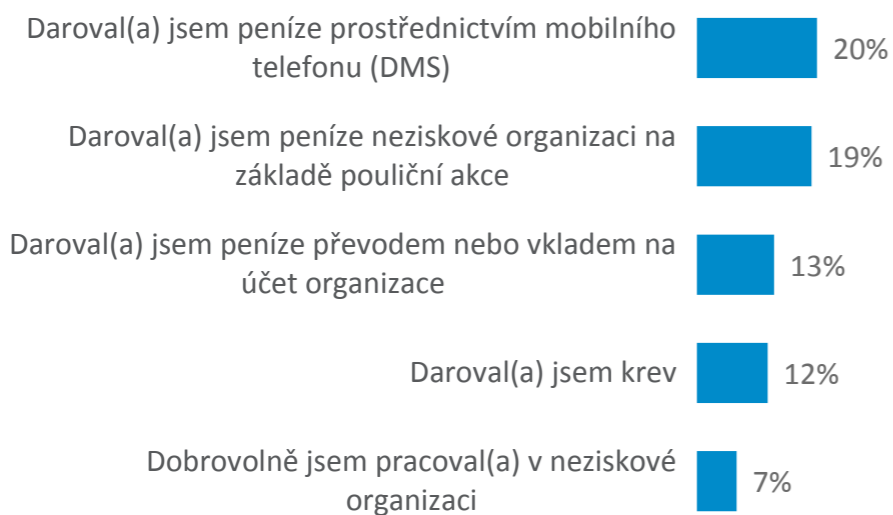 Daroval(a) jsem peníze prostřednictvím mobilního
telefonu (DMS)
20%
Daroval(a) jsem peníze neziskové organizaci na
základě pouliční akce
19%
Daroval(a) jsem peníze převodem nebo vkladem na
účet organizace
13%
Daroval(a) jsem krev
12%
Dobrovolně jsem pracoval(a) v neziskové
organizaci
7%